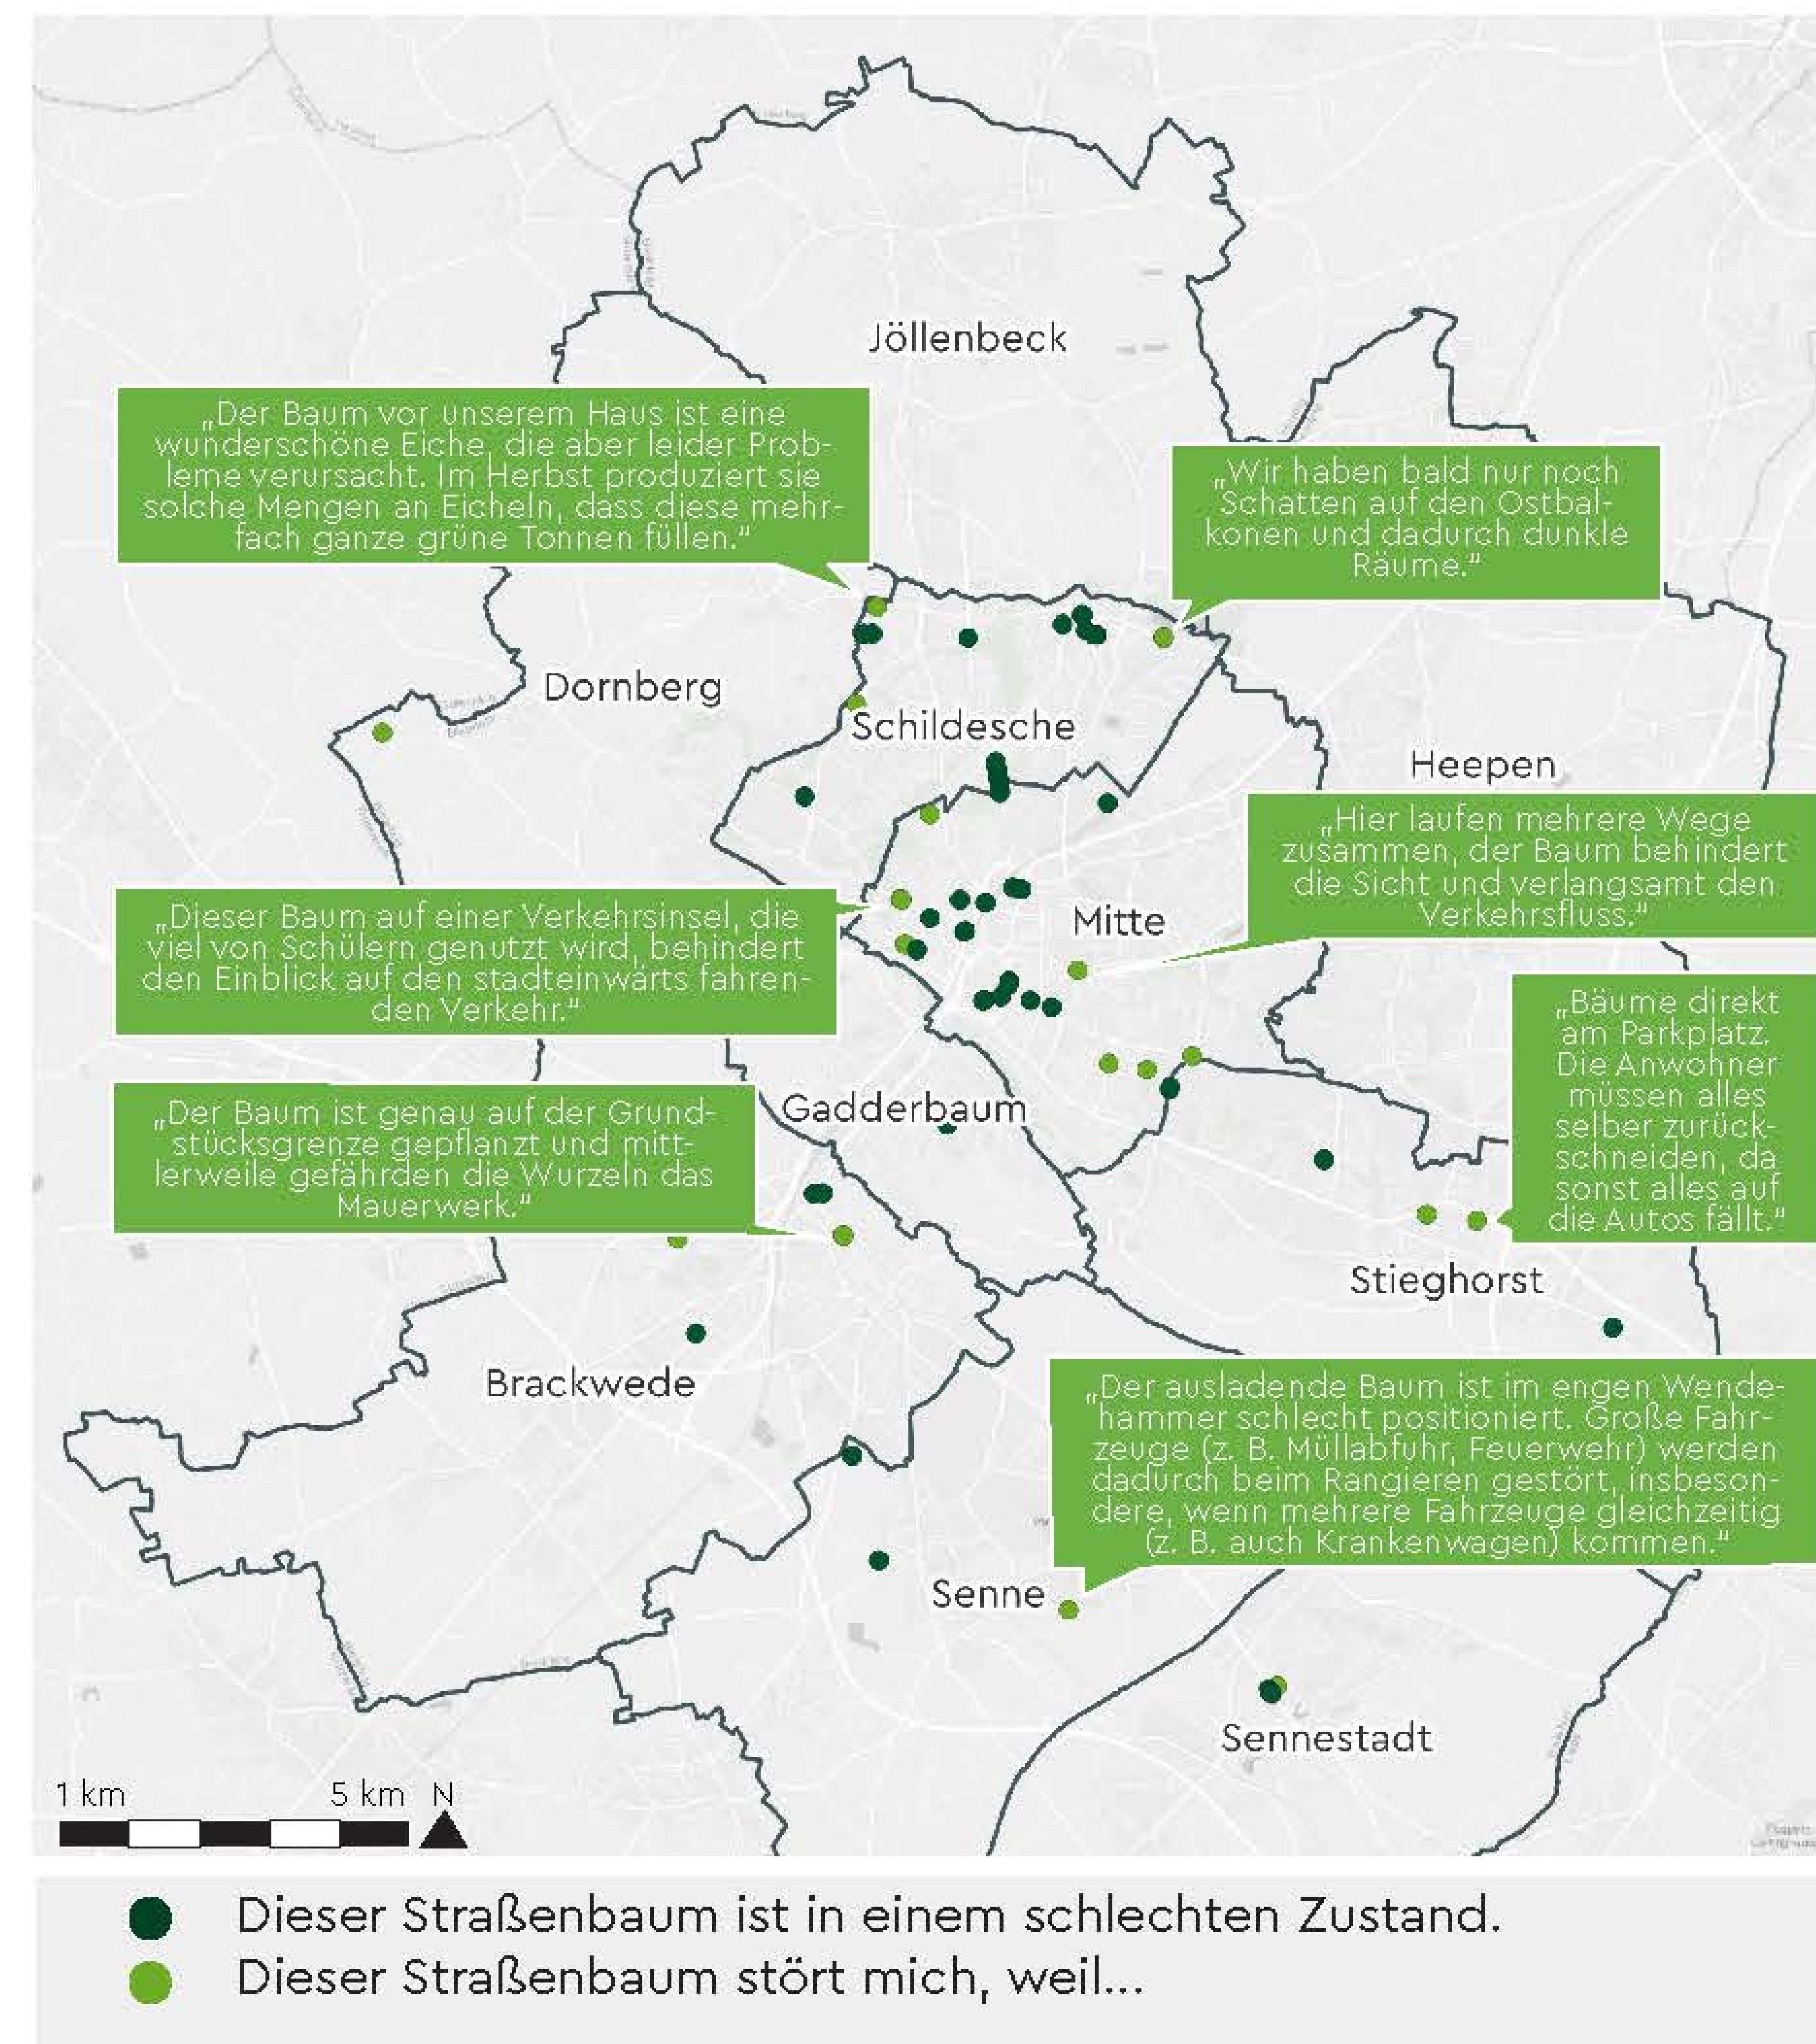 Jöllenbeck
„Der Baum vor unserem Haus ist eine
wunderschöne Eiche, die aber leider Prob-
leme verursacht. Im Herbst produziert sie
solche Mengen an Eicheln, dass diese mehr-
fach ganze grüne Tonnen füllen.“
„Wir haben bald nur noch
Schatten auf den Ostbal-
konen und dadurch dunkle
Räume.“
Dornberg
Schildesche
Heepen
„Hier laufen mehrere Wege
zusammen, der Baum behindert
die Sicht und verlangsamt den
Verkehrsfluss.“
„Dieser Baum auf einer Verkehrsinsel, die
viel von Schülern genutzt wird, behindert
den Einblick auf den stadteinwärts fahren-
den Verkehr.“
Mitte
„Bäume direkt
am Parkplatz.
Die Anwohner
müssen alles
selber zurück-
schneiden, da
sonst alles auf
die Autos fällt.“
Gadderbaum
„Der Baum ist genau auf der Grund-
stücksgrenze gepflanzt und mitt-
lerweile gefährden die Wurzeln das
Mauerwerk.“
Stieghorst
Brackwede
„Der ausladende Baum ist im engen Wende-
hammer schlecht positioniert. Große Fahr-
zeuge (z. B. Müllabfuhr, Feuerwehr) werden
dadurch beim Rangieren gestört, insbeson-
dere, wenn mehrere Fahrzeuge gleichzeitig
(z. B. auch Krankenwagen) kommen.“
Senne
Sennestadt
1 km 5 km N
Dieser Straßenbaum ist in einem schlechten Zustand.
Dieser Straßenbaum stört mich, weil...